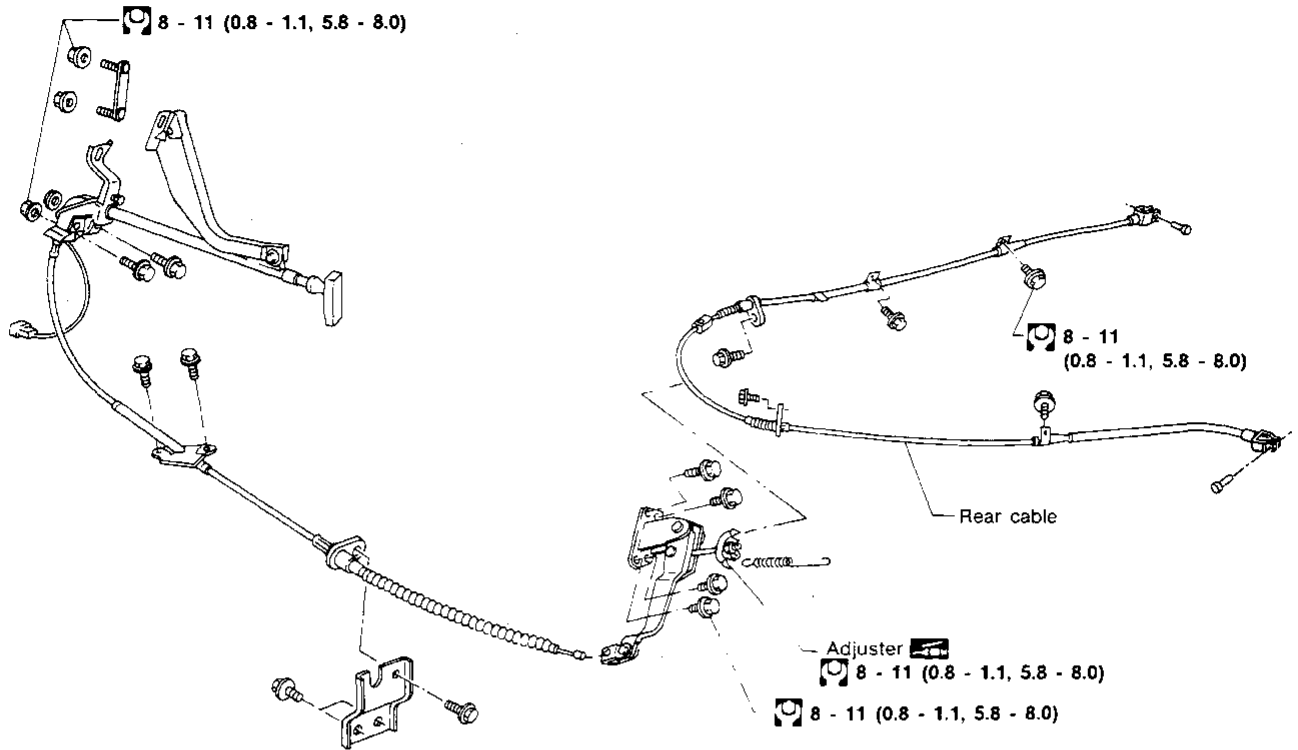 8 - 11 (0.8 - 1.1, 5.8 - 8.0)
8 - 11
(0.8 - 1.1, 5.8 - 8.0)
Rear cable
Adjuster
8 - 11 (0.8 - 1.1, 5.8 - 8.0)
8 - 11 (0.8 - 1.1, 5.8 - 8.0)